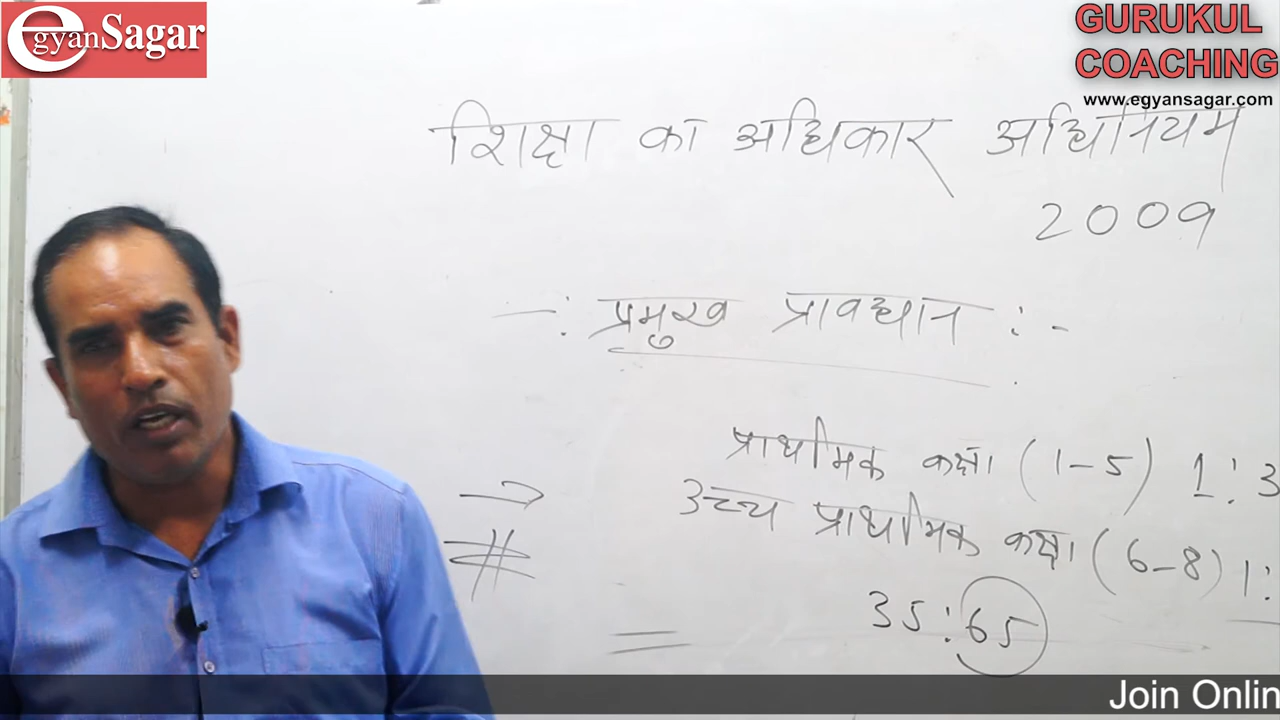 egyanSagar
GURUKUL
COACHING
www.egyansagar.com
शिक्षा का अधिकार अधिनियम
2009
-: प्रमुख प्रावधान :-
प्राथमिक कक्षा (1-5) 1:3
उच्च प्राथमिक कक्षा (6-8) 1:
35:65
Join Onlin